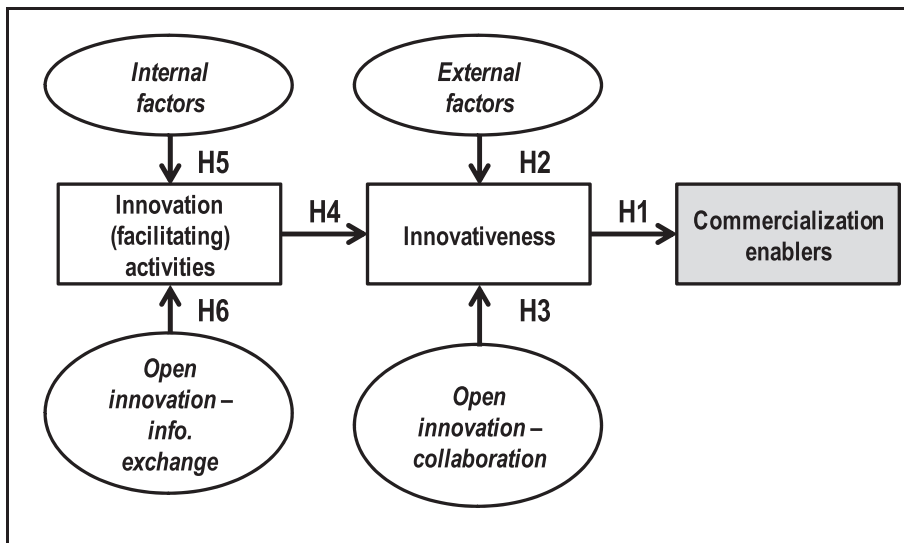 Internal
factors
External
factors
H5
H2
Innovation
(facilitating)
activities
H4
Innovativeness
H1
Commercialization
enablers
H6
H3
Open
innovation –
info.
exchange
Open
innovation –
collaboration